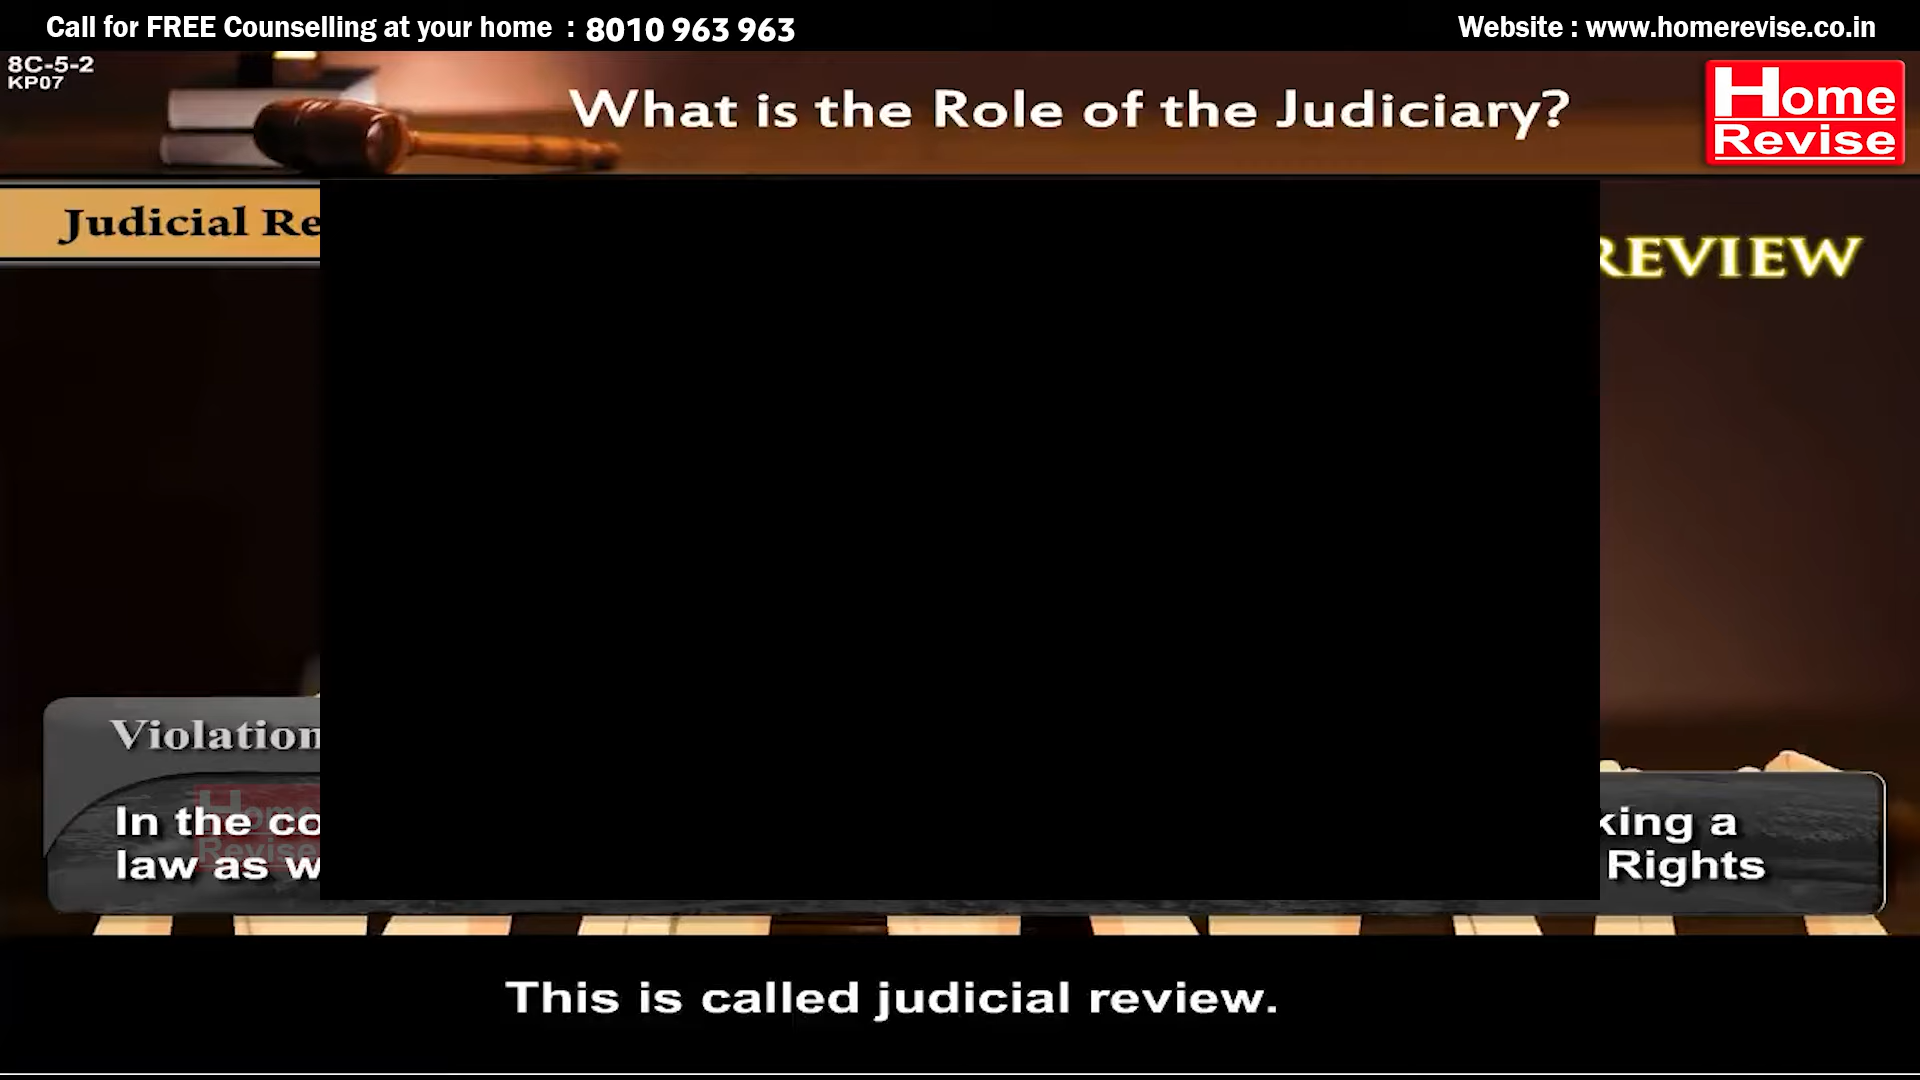 Call for FREE Counselling at your home : 8010 963 963
Website : www.homerevise.co.in
8C-5-2
KP07
What is the Role of the Judiciary?
Home
Revise
Judicial Re
REVIEW
Violation
In the co
king a
law as w
Rights
Home
Revise
This is called judicial review.